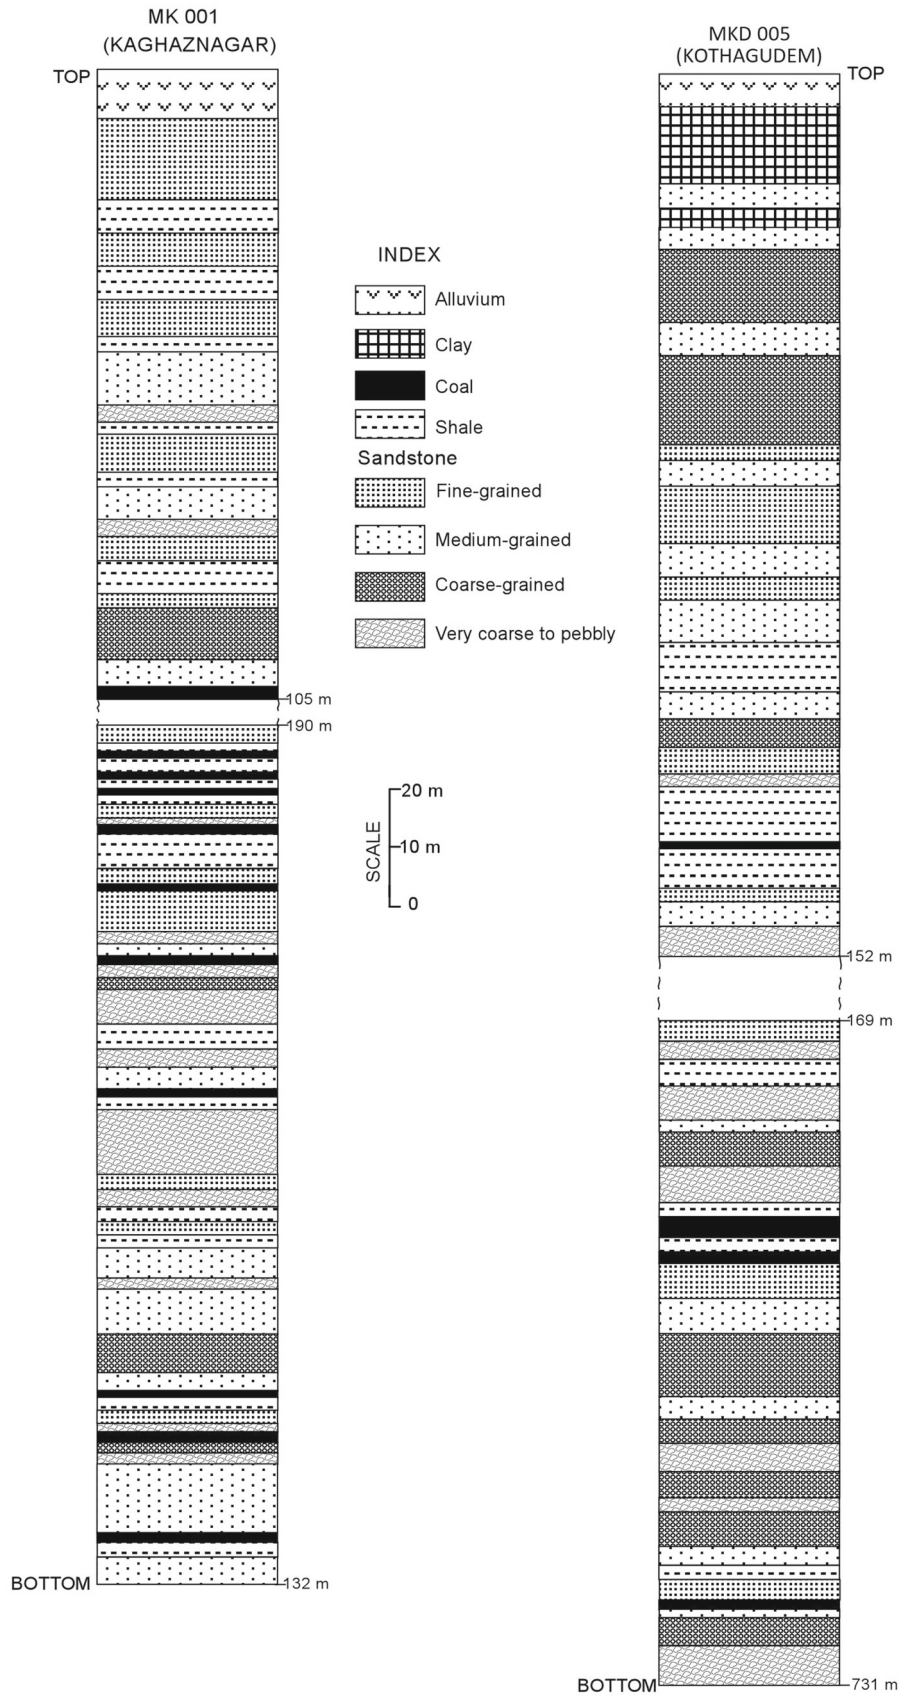 MK 001
(KAGHAZNAGAR)
MKD 005
(KOTHAGUDEM)
TOP
TOP
INDEX
Alluvium
Clay
Coal
Shale
Sandstone
Fine-grained
Medium-grained
Coarse-grained
Very coarse to pebbly
105 m
190 m
SCALE
20 m
10 m
0
152 m
169 m
BOTTOM
132 m
BOTTOM
731 m